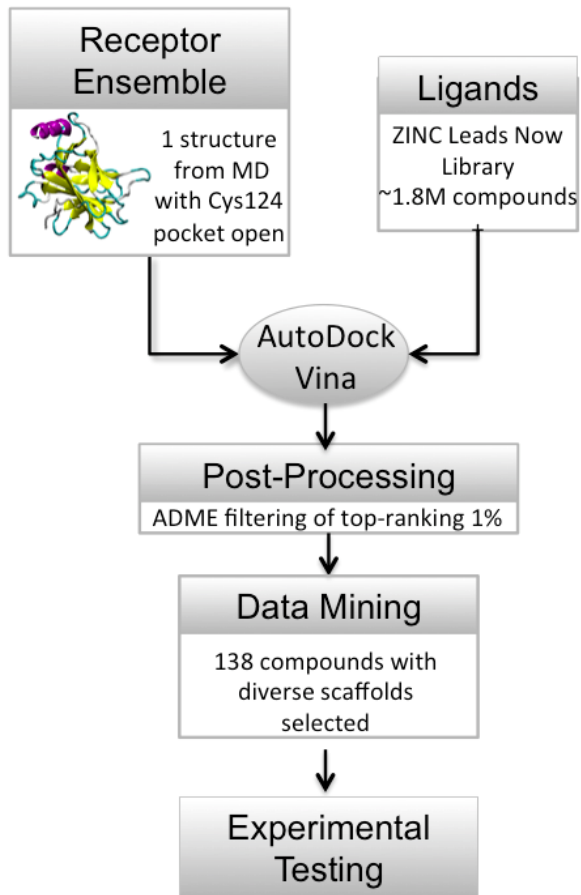 Receptor
Ensemble
1 structure
from MD
with Cys124
pocket open
Ligands
ZINC Leads Now
Library
~1.8M compounds
AutoDock
Vina
Post-Processing
ADME filtering of top-ranking 1%
Data Mining
138 compounds with
diverse scaffolds
selected
Experimental
Testing